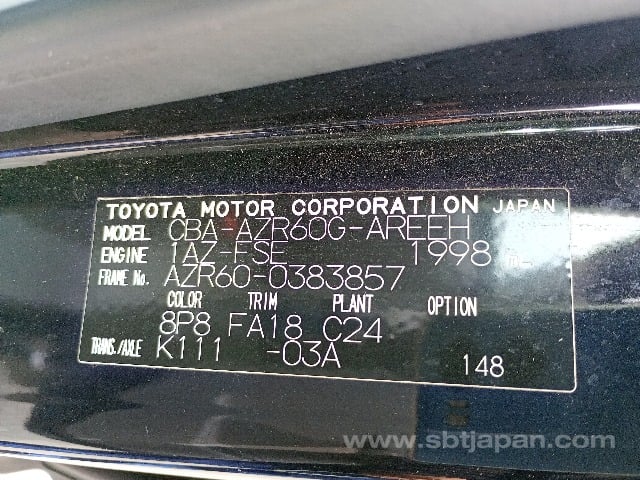 TOYOTA MOTOR CORPORATION JAPAN
MODEL CBA-AZR60G-AREEH
ENGINE 1AZ-FSE 1998
FRAME No. AZR60-0383857
COLOR TRIM PLANT OPTION
8P8 FA18 C24
TRANS./AXLE K111 -03A 148
www.sbtjapan.com